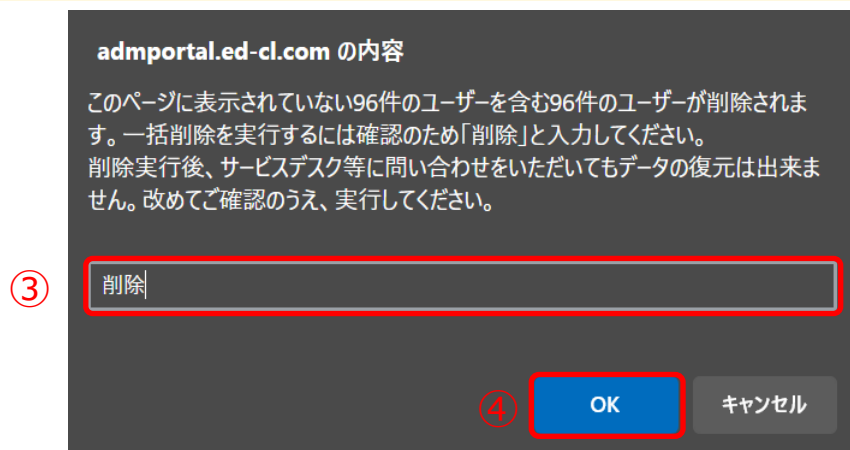 admportal.ed-cl.com の内容
このページに表示されていない96件のユーザーを含む96件のユーザーが削除されま
す。一括削除を実行するには確認のため「削除」と入力してください。
削除実行後、サービスデスク等に問い合わせをいただいてもデータの復元は出来ま
せん。改めてご確認のうえ、実行してください。
③ 削除
④ OK キャンセル